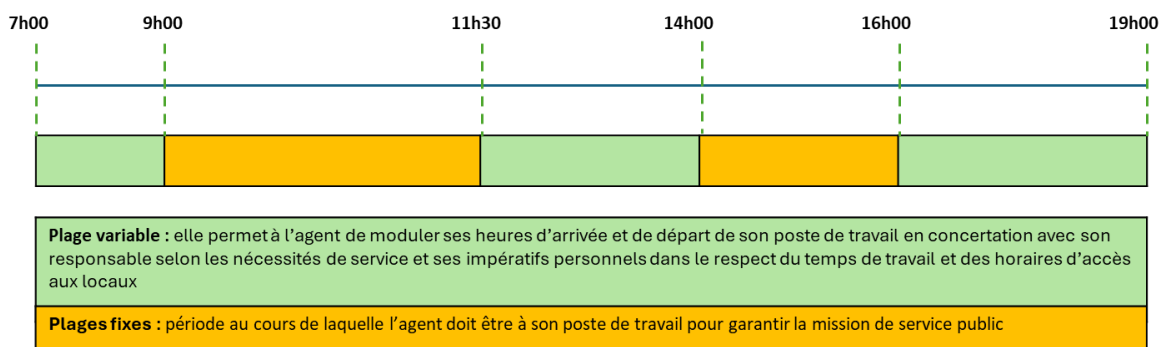 7h00 9h00 11h30 14h00 16h00 19h00
Plage variable : elle permet à l’agent de moduler ses heures d’arrivée et de départ de son poste de travail en concertation avec son
responsable selon les nécessités de service et ses impératifs personnels dans le respect du temps de travail et des horaires d’accès
aux locaux
Plages fixes : période au cours de laquelle l’agent doit être à son poste de travail pour garantir la mission de service public